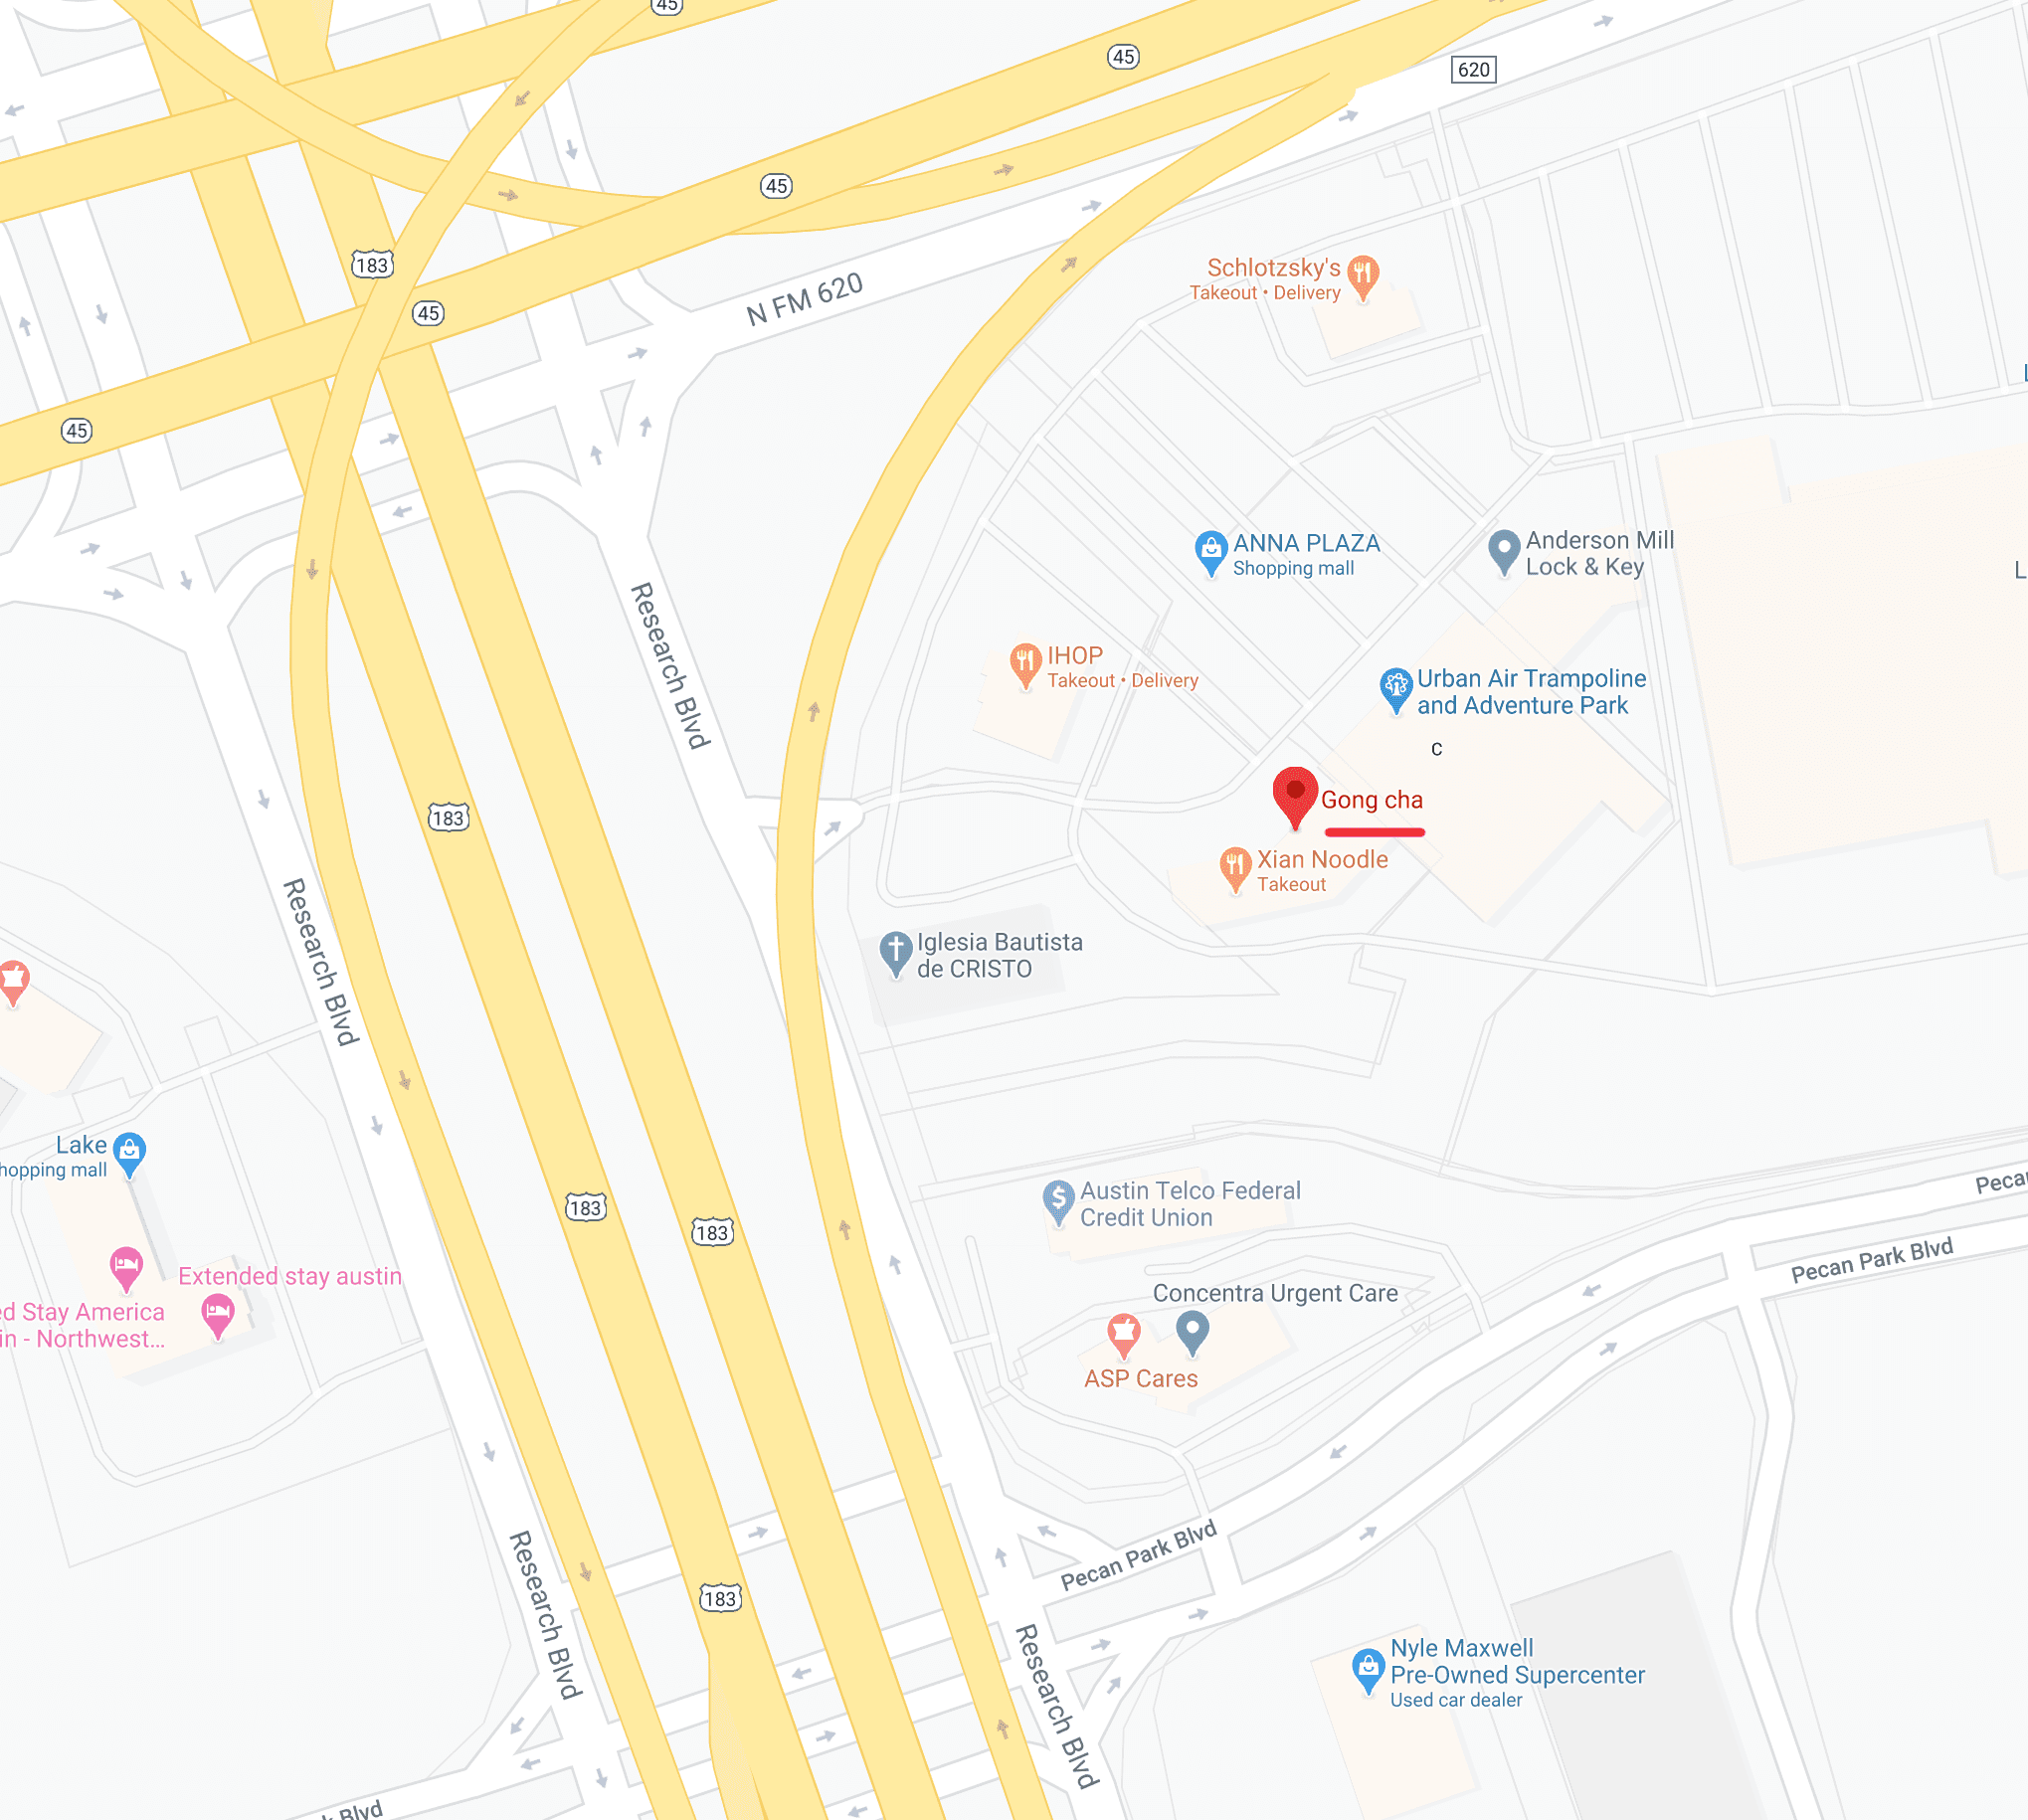 45
45
620
45
183
Schlotzsky's
Takeout • Delivery
45
N FM 620
45
ANNA PLAZA
Shopping mall
Anderson Mill
Lock & Key
Research Blvd
IHOP
Takeout • Delivery
Urban Air Trampoline
and Adventure Park
C
Gong cha
183
Xian Noodle
Takeout
Research Blvd
Iglesia Bautista
de CRISTO
Lake
hopping mall
Austin Telco Federal
Credit Union
183
183
Pecan Park Blvd
Extended stay austin
Concentra Urgent Care
ed Stay America
in - Northwest...
ASP Cares
Pecan Park Blvd
183
Research Blvd
Research Blvd
Nyle Maxwell
Pre-Owned Supercenter
Used car dealer
k Blvd